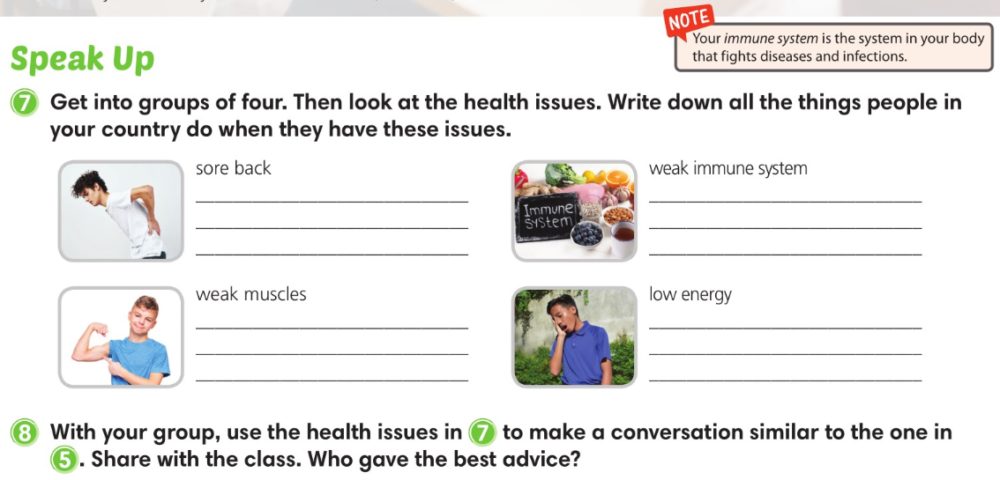 NOTE
Your immune system is the system in your body
that fights diseases and infections.
Speak Up
7 Get into groups of four. Then look at the health issues. Write down all the things people in
your country do when they have these issues.
sore back
weak immune system
Immune
System
weak muscles
low energy
8 With your group, use the health issues in 7 to make a conversation similar to the one in
5. Share with the class. Who gave the best advice?